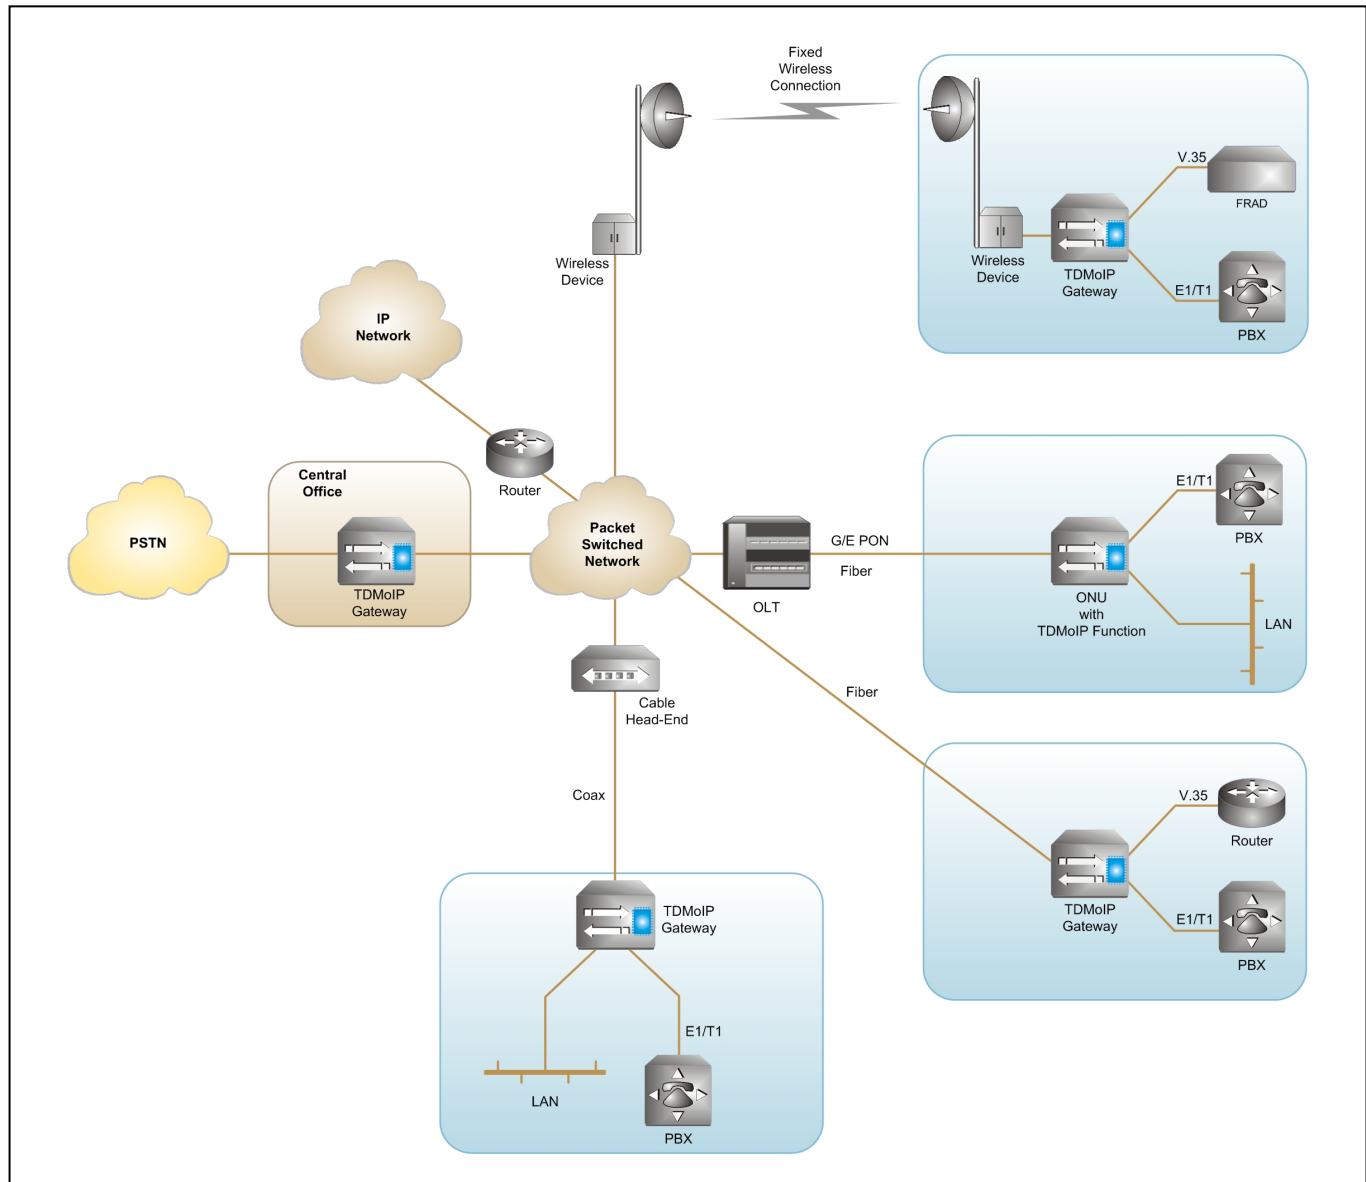 Fixed
Wireless
Connection
V.35
FRAD
Wireless
Device
Wireless
Device
TDMoIP
Gateway
E1/T1
PBX
IP
Network
Router
Central
Office
PSTN
TDMoIP
Gateway
Packet
Switched
Network
OLT
G/E PON
Fiber
E1/T1
PBX
ONU
with
TDMoIP Function
LAN
Cable
Head-End
Fiber
Coax
V.35
Router
TDMoIP
Gateway
E1/T1
PBX
TDMoIP
Gateway
E1/T1
LAN
PBX